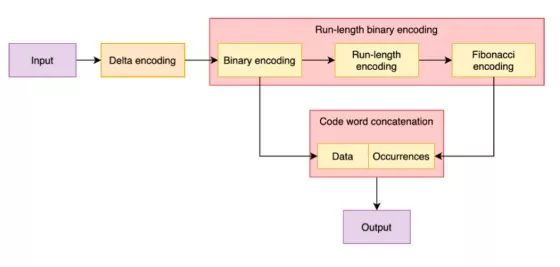 Run-length binary encoding
Input
Delta encoding
Binary encoding
Run-length
encoding
Fibonacci
encoding
Code word concatenation
Data
Occurrences
Output